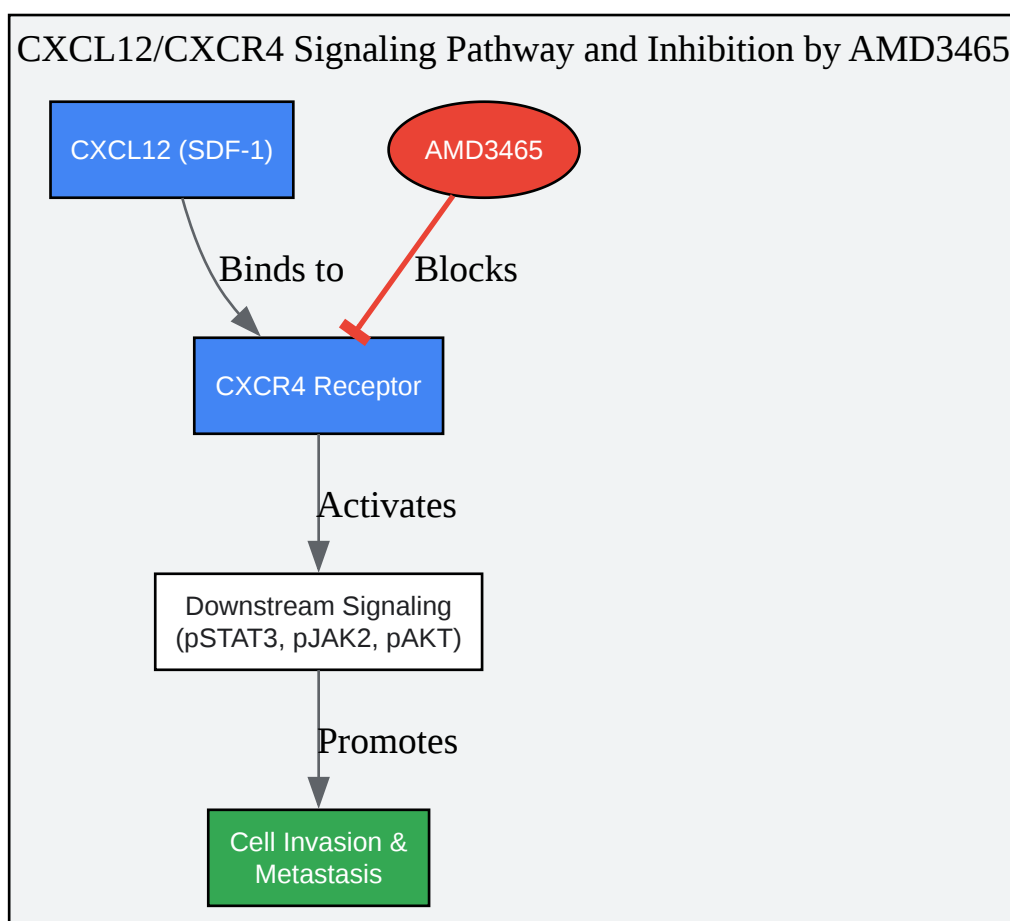 CXCL12/CXCR4 Signaling Pathway and Inhibition by AMD3465
CXCL12 (SDF-1)
AMD3465
Binds to
Blocks
CXCR4 Receptor
Activates
Downstream Signaling
(pSTAT3, pJAK2, pAKT)
Promotes
Cell Invasion &
Metastasis